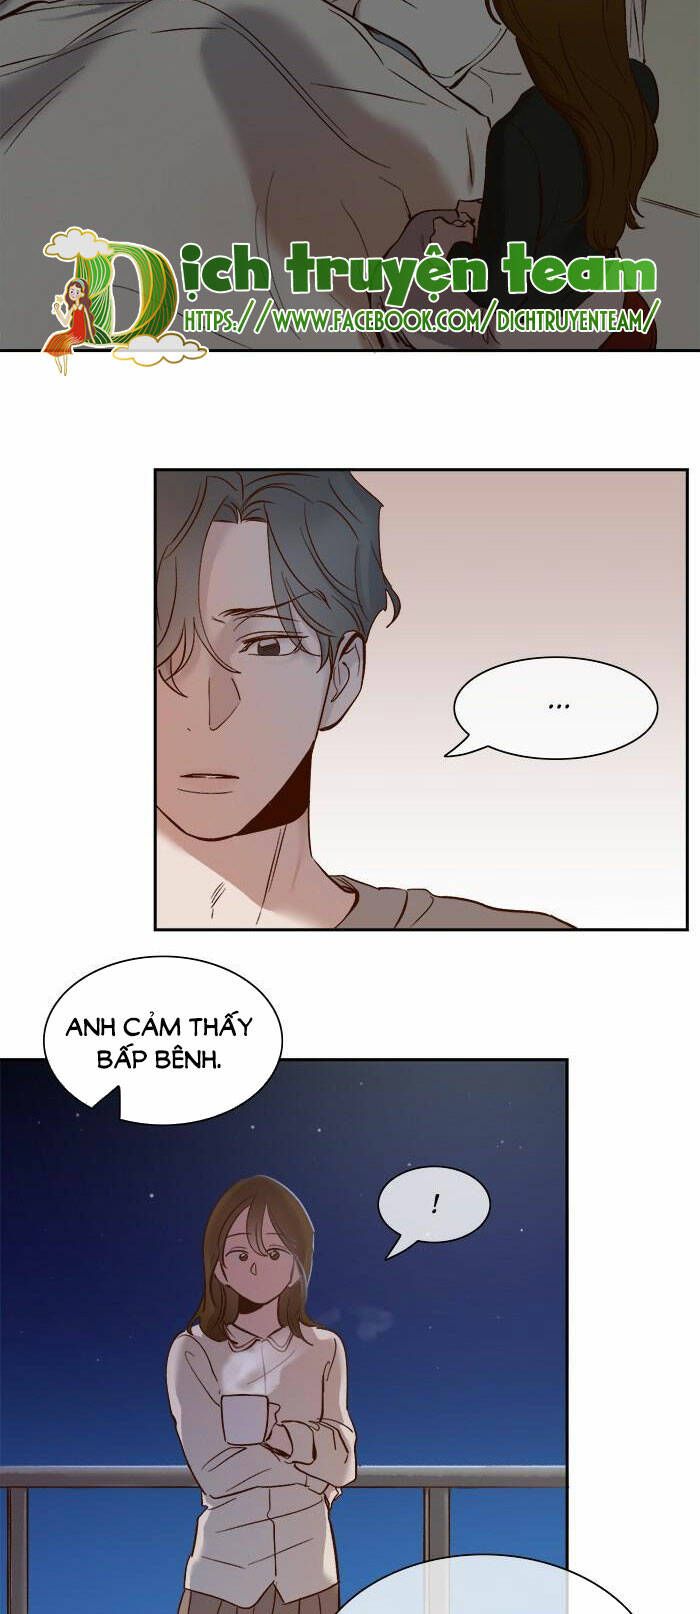 Dịch truyện team
HTTPS://WWW.FACEBOOK.COM/DICHTRUYENTEAM/
...
ANH CẢM THẤY
BẤP BÊNH.
!